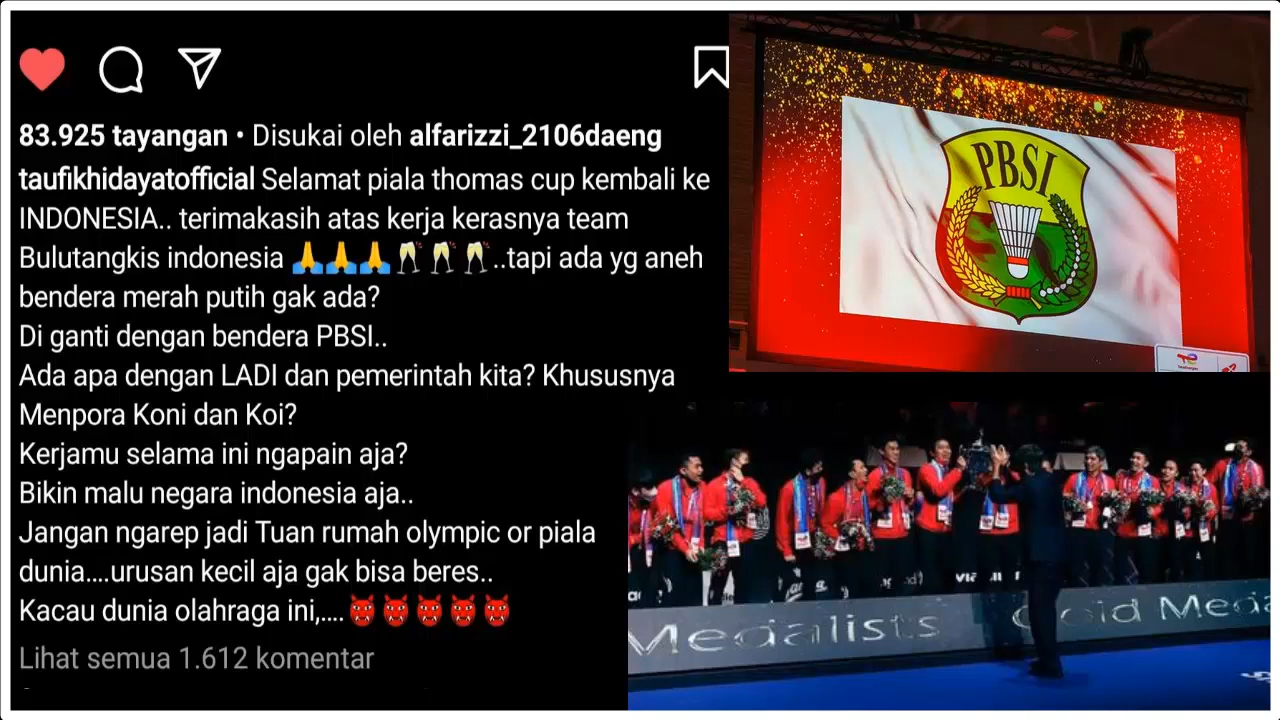 83.925 tayangan • Disukai oleh alfarizzi_2106daeng
taufikhidayatofficial Selamat piala thomas cup kembali ke
INDONESIA.. terimakasih atas kerja kerasnya team
Bulutangkis indonesia 🙏🙏🙏🥂🥂🥂..tapi ada yg aneh
bendera merah putih gak ada?
Di ganti dengan bendera PBSI..
Ada apa dengan LADI dan pemerintah kita? Khususnya
Menpora Koni dan Koi?
Kerjamu selama ini ngapain aja?
Bikin malu negara indonesia aja..
Jangan ngarep jadi Tuan rumah olympic or piala
dunia....urusan kecil aja gak bisa beres..
Kacau dunia olahraga ini,....👹👹👹👹👹
Lihat semua 1.612 komentar
PBSI
Medalists
Gold Meda